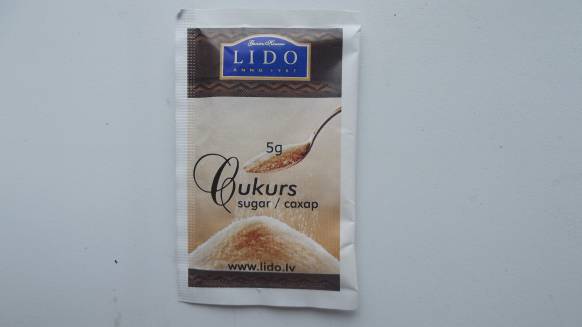 LIDO
ANNO 1987
5g
Cukurs
sugar / сахар
www.lido.lv